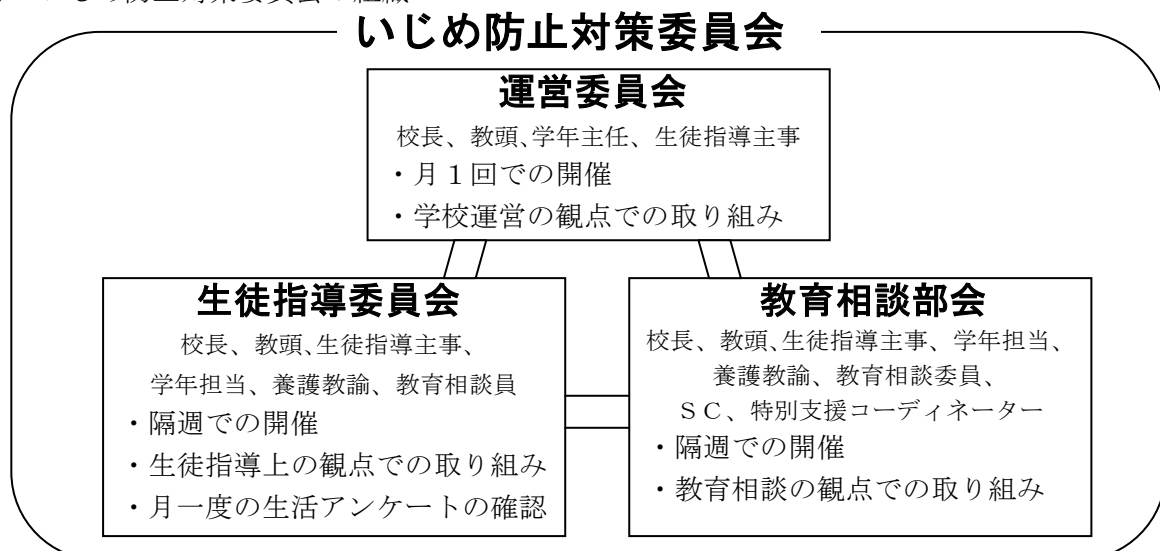 いじめ防止対策委員会
運営委員会
校長、教頭、学年主任、生徒指導主事
・月１回での開催
・学校運営の観点での取り組み
生徒指導委員会
校長、教頭、生徒指導主事、
学年担当、養護教諭、教育相談員
・隔週での開催
・生徒指導上の観点での取り組み
・月一度の生活アンケートの確認
教育相談部会
校長、教頭、生徒指導主事、学年担当、
養護教諭、教育相談委員、
ＳＣ、特別支援コーディネーター
・隔週での開催
・教育相談の観点での取り組み